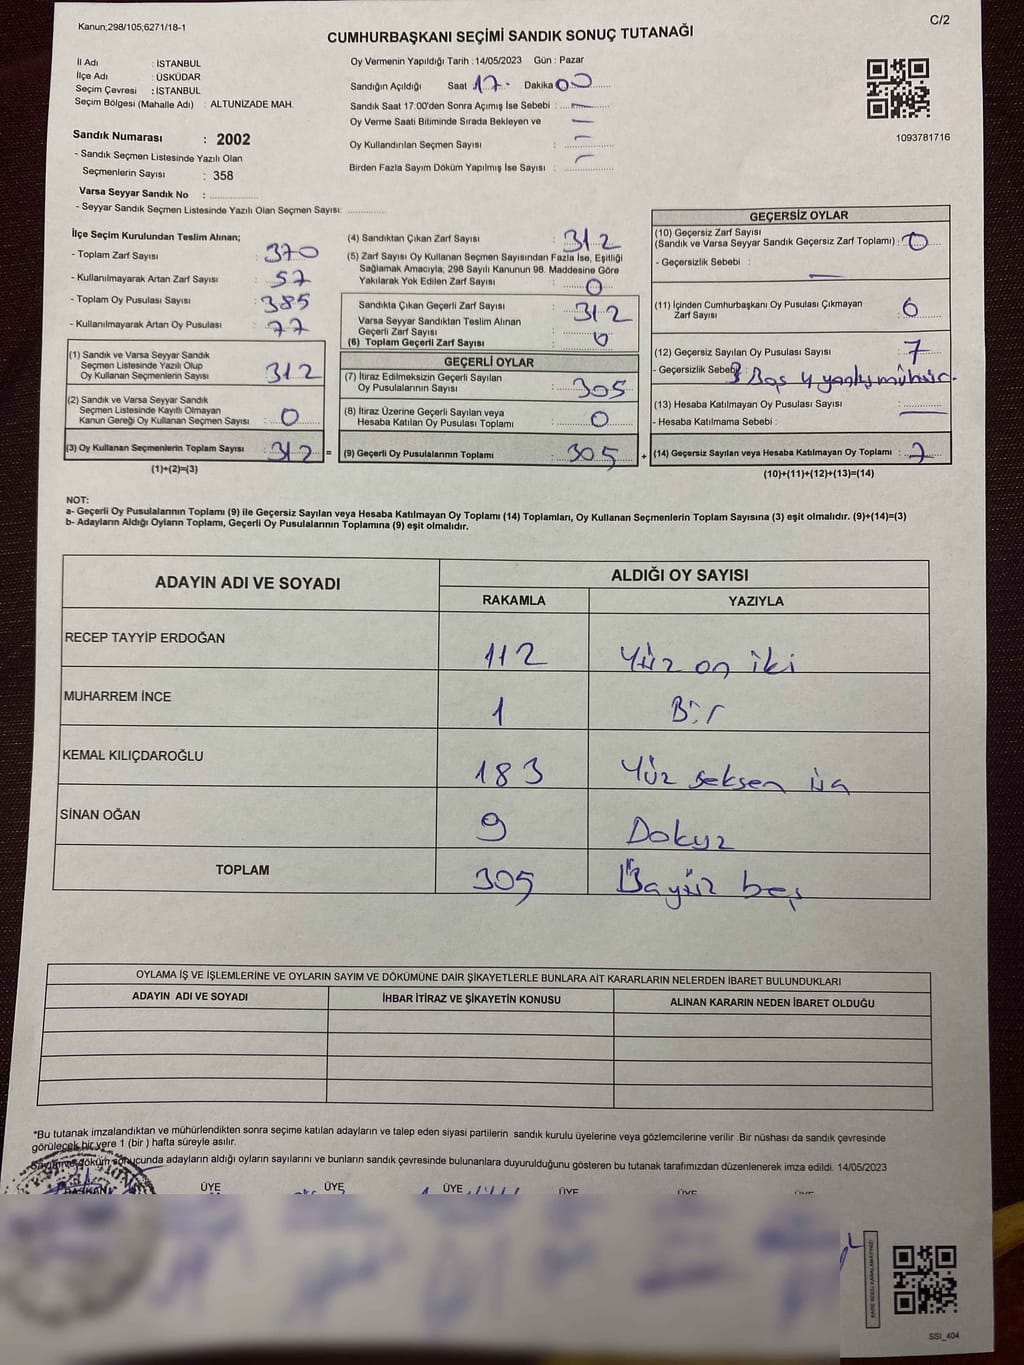 Kanun;298/105;6271/18-1
C/2
CUMHURBAŞKANI SEÇİMİ SANDIK SONUÇ TUTANAĞI
İl Adı : İSTANBUL
İlçe Adı : ÜSKÜDAR
Seçim Çevresi : İSTANBUL
Seçim Bölgesi (Mahalle Adı) : ALTUNİZADE MAH.
Sandık Numarası : 2002
- Sandık Seçmen Listesinde Yazılı Olan
Seçmenlerin Sayısı : 358
Varsa Seyyar Sandık No :
- Seyyar Sandık Seçmen Listesinde Yazılı Olan Seçmen Sayısı:
Oy Vermenin Yapıldığı Tarih : 14/05/2023 Gün : Pazar
Sandığın Açıldığı Saat 17 Dakika 00
Sandık Saat 17:00'den Sonra Açımış İse Sebebi : —
Oy Verme Saati Bitiminde Sırada Bekleyen ve —
Oy Kullandırılan Seçmen Sayısı : —
Birden Fazla Sayım Döküm Yapılmış İse Sayısı : —
1093781716
İlçe Seçim Kurulundan Teslim Alınan;
- Toplam Zarf Sayısı : 370
- Kullanılmayarak Artan Zarf Sayısı : 57
- Toplam Oy Pusulası Sayısı : 385
- Kullanılmayarak Artan Oy Pusulası : 77
(1) Sandık ve Varsa Seyyar Sandık
Seçmen Listesinde Yazılı Olup
Oy Kullanan Seçmenlerin Sayısı : 312
(2) Sandık ve Varsa Seyyar Sandık
Seçmen Listesinde Kayıtlı Olmayan
Kanun Gereği Oy Kullanan Seçmen Sayısı : 0
(3) Oy Kullanan Seçmenlerin Toplam Sayısı : 312 =
(1)+(2)=(3)
(4) Sandıktan Çıkan Zarf Sayısı : 312
(5) Zarf Sayısı Oy Kullanan Seçmen Sayısından Fazla İse, Eşitliği
Sağlamak Amacıyla; 298 Sayılı Kanunun 98. Maddesine Göre
Yakılarak Yok Edilen Zarf Sayısı : 0
Sandıkta Çıkan Geçerli Zarf Sayısı : 312
Varsa Seyyar Sandıktan Teslim Alınan
Geçerli Zarf Sayısı :
(6) Toplam Geçerli Zarf Sayısı :
GEÇERLİ OYLAR
(7) İtiraz Edilmeksizin Geçerli Sayılan
Oy Pusulalarının Sayısı : 305
(8) İtiraz Üzerine Geçerli Sayılan veya
Hesaba Katılan Oy Pusulası Toplamı : 0
(9) Geçerli Oy Pusulalarının Toplamı : 305 +
GEÇERSİZ OYLAR
(10) Geçersiz Zarf Sayısı
(Sandık ve Varsa Seyyar Sandık Geçersiz Zarf Toplamı) : 0
- Geçersizlik Sebebi : —
(11) İçinden Cumhurbaşkanı Oy Pusulası Çıkmayan
Zarf Sayısı :
(12) Geçersiz Sayılan Oy Pusulası Sayısı : 7
- Geçersizlik Sebebi : 3 Boş 4 yanlış mühür.
(13) Hesaba Katılmayan Oy Pusulası Sayısı : —
- Hesaba Katılmama Sebebi :
(14) Geçersiz Sayılan veya Hesaba Katılmayan Oy Toplamı : 7
(10)+(11)+(12)+(13)=(14)
NOT:
a- Geçerli Oy Pusulalarının Toplamı (9) ile Geçersiz Sayılan veya Hesaba Katılmayan Oy Toplamı (14) Toplamları, Oy Kullanan Seçmenlerin Toplam Sayısına (3) eşit olmalıdır. (9)+(14)=(3)
b- Adayların Aldığı Oyların Toplamı, Geçerli Oy Pusulalarının Toplamına (9) eşit olmalıdır.
ADAYIN ADI VE SOYADI
ALDIĞI OY SAYISI
RAKAMLA YAZIYLA
RECEP TAYYİP ERDOĞAN 112 Yüz on iki
MUHARREM İNCE 1 Bir
KEMAL KILIÇDAROĞLU 183 Yüz seksen üç
SİNAN OĞAN 9 Dokuz
TOPLAM 305 Üçyüz beş
OYLAMA İŞ VE İŞLEMLERİNE VE OYLARIN SAYIM VE DÖKÜMÜNE DAİR ŞİKAYETLERLE BUNLARA AİT KARARLARIN NELERDEN İBARET BULUNDUKLARI
ADAYIN ADI VE SOYADI İHBAR İTİRAZ VE ŞİKAYETİN KONUSU ALINAN KARARIN NEDEN İBARET OLDUĞU
*Bu tutanak imzalandıktan ve mühürlendikten sonra seçime katılan adayların ve talep eden siyasi partilerin sandık kurulu üyelerine veya gözlemcilerine verilir .Bir nüshası da sandık çevresinde
görülecek bir yere 1 (bir ) hafta süreyle asılır.
Sayım ve döküm sonucunda adayların aldığı oyların sayılarını ve bunların sandık çevresinde bulunanlara duyurulduğunu gösteren bu tutanak tarafımızdan düzenlenerek imza edildi. 14/05/2023
BAŞKAN ÜYE ÜYE ÜYE ÜYE ÜYE
SSİ_404